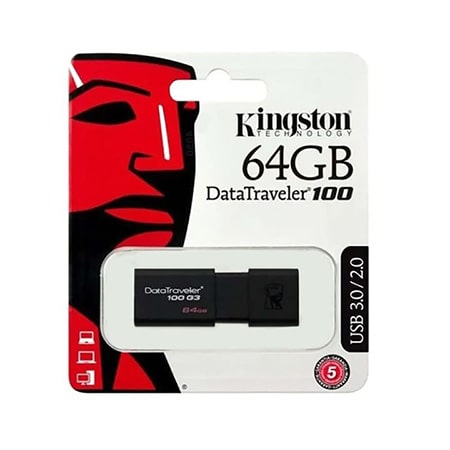 Kingston
TECHNOLOGY
64GB
DataTraveler 100
DataTraveler
100 G3
64GB
USB 3.0 / 2.0
5